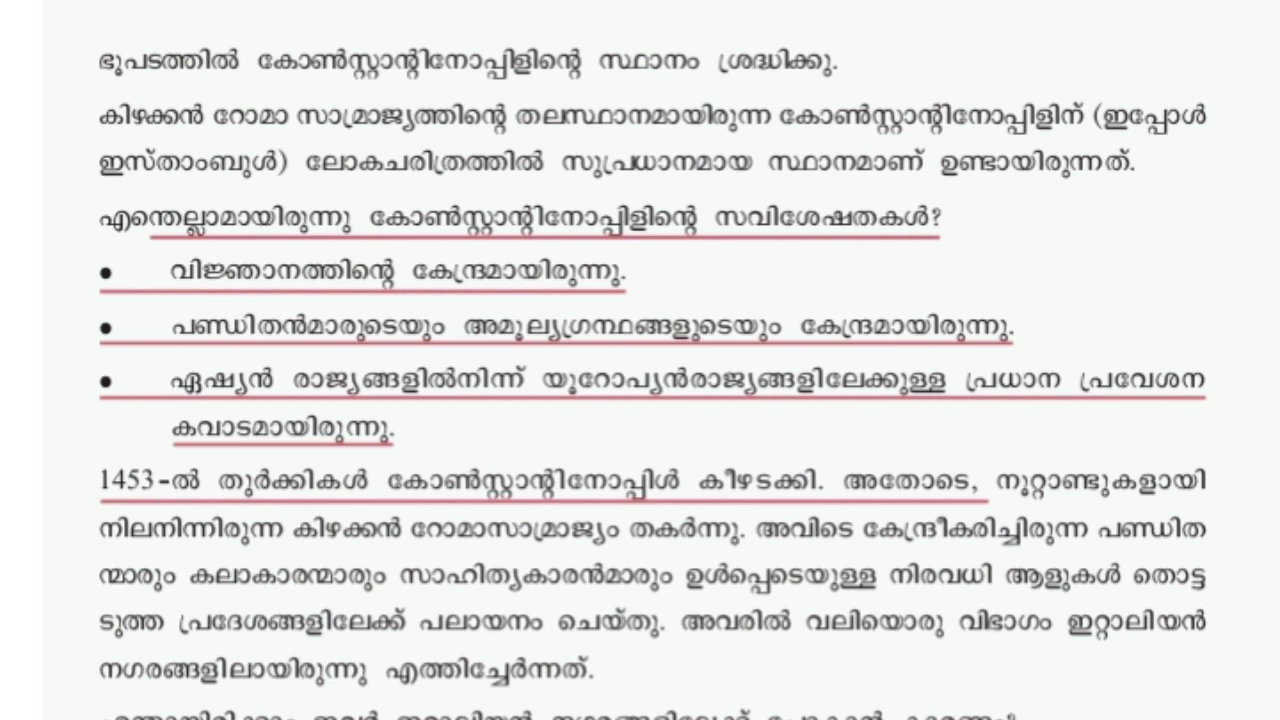 ഭൂപടത്തിൽ കോൺസ്റ്റാന്റിനോപ്പിളിന്റെ സ്ഥാനം ശ്രദ്ധിക്കു.
കിഴക്കൻ റോമാ സാമ്രാജ്യത്തിന്റെ തലസ്ഥാനമായിരുന്ന കോൺസ്റ്റാന്റിനോപ്പിളിന് (ഇപ്പോൾ
ഇസ്താംബുൾ) ലോകചരിത്രത്തിൽ സുപ്രധാനമായ സ്ഥാനമാണ് ഉണ്ടായിരുന്നത്.
എന്തെല്ലാമായിരുന്നു കോൺസ്റ്റാന്റിനോപ്പിളിന്റെ സവിശേഷതകൾ?
● വിജ്ഞാനത്തിന്റെ കേന്ദ്രമായിരുന്നു.
● പണ്ഡിതൻമാരുടെയും അമൂല്യഗ്രന്ഥങ്ങളുടെയും കേന്ദ്രമായിരുന്നു.
● ഏഷ്യൻ രാജ്യങ്ങളിൽനിന്ന് യൂറോപ്യൻരാജ്യങ്ങളിലേക്കുള്ള പ്രധാന പ്രവേശന
കവാടമായിരുന്നു.
1453-ൽ തുർക്കികൾ കോൺസ്റ്റാന്റിനോപ്പിൾ കീഴടക്കി. അതോടെ, നൂറ്റാണ്ടുകളായി
നിലനിന്നിരുന്ന കിഴക്കൻ റോമാസാമ്രാജ്യം തകർന്നു. അവിടെ കേന്ദ്രീകരിച്ചിരുന്ന പണ്ഡിത
ന്മാരും കലാകാരന്മാരും സാഹിത്യകാരൻമാരും ഉൾപ്പെടെയുള്ള നിരവധി ആളുകൾ തൊട്ട
ടുത്ത പ്രദേശങ്ങളിലേക്ക് പലായനം ചെയ്തു. അവരിൽ വലിയൊരു വിഭാഗം ഇറ്റാലിയൻ
നഗരങ്ങളിലായിരുന്നു എത്തിച്ചേർന്നത്.